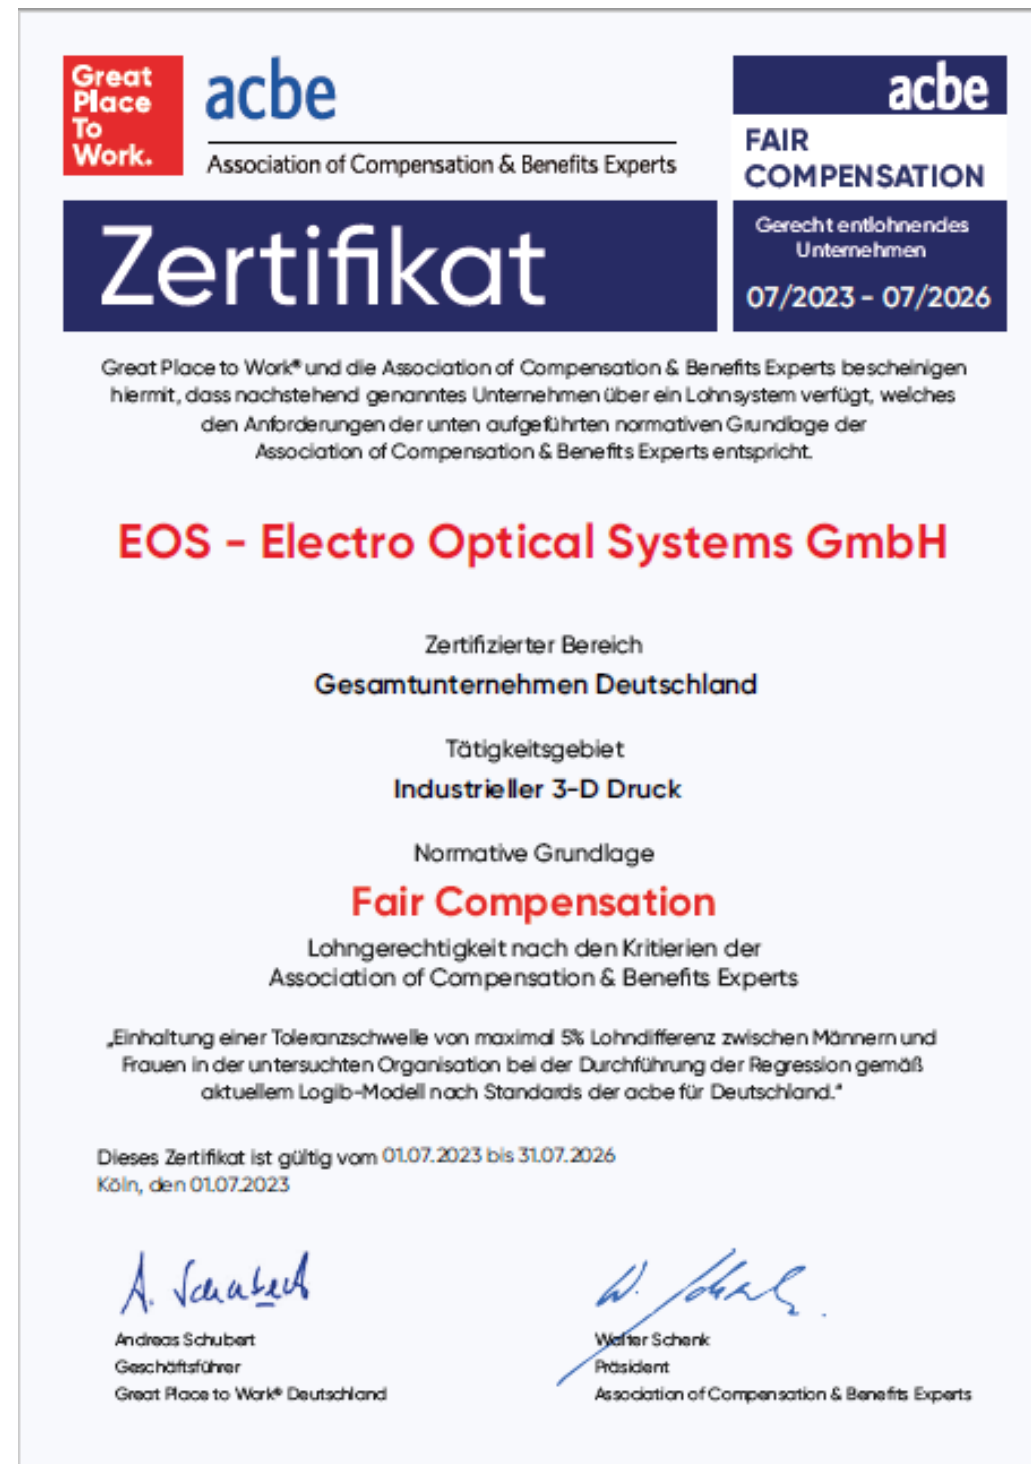 Great
Place
To
Work.
acbe
Association of Compensation & Benefits Experts
acbe
FAIR
COMPENSATION
Gerecht entlohnendes
Unternehmen
07/2023 - 07/2026
Zertifikat
Great Place to Work® und die Association of Compensation & Benefits Experts bescheinigen
hiermit, dass nachstehend genanntes Unternehmen über ein Lohnsystem verfügt, welches
den Anforderungen der unten aufgeführten normativen Grundlage der
Association of Compensation & Benefits Experts entspricht.
EOS - Electro Optical Systems GmbH
Zertifizierter Bereich
Gesamtunternehmen Deutschland
Tätigkeitsgebiet
Industrieller 3-D Druck
Normative Grundlage
Fair Compensation
Lohngerechtigkeit nach den Kritierien der
Association of Compensation & Benefits Experts
„Einhaltung einer Toleranzschwelle von maximal 5% Lohndifferenz zwischen Männern und
Frauen in der untersuchten Organisation bei der Durchführung der Regression gemäß
aktuellem Logib-Modell nach Standards der acbe für Deutschland.“
Dieses Zertifikat ist gültig vom 01.07.2023 bis 31.07.2026
Köln, den 01.07.2023
A. Schubert
W. Schenk
Andreas Schubert
Geschäftsführer
Great Place to Work® Deutschland
Walter Schenk
Präsident
Association of Compensation & Benefits Experts